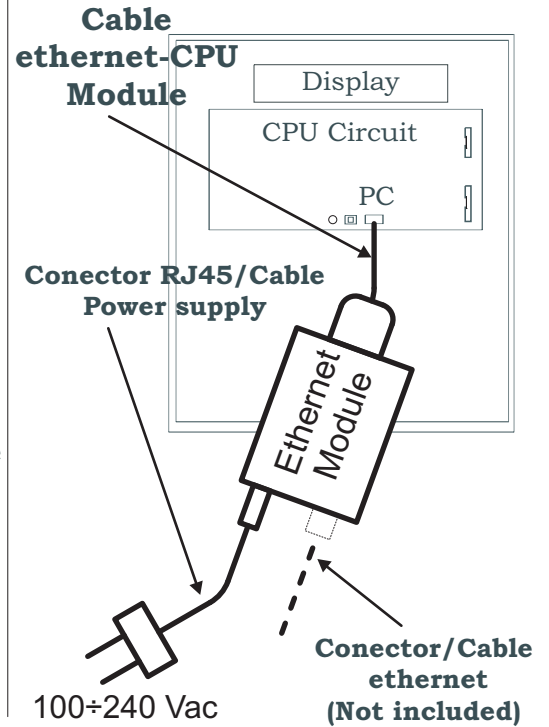 Cable
ethernet-CPU
Module
Display
CPU Circuit
PC
Conector RJ45/Cable
Power supply
Ethernet
Module
Conector/Cable
ethernet
(Not included)
100÷240 Vac